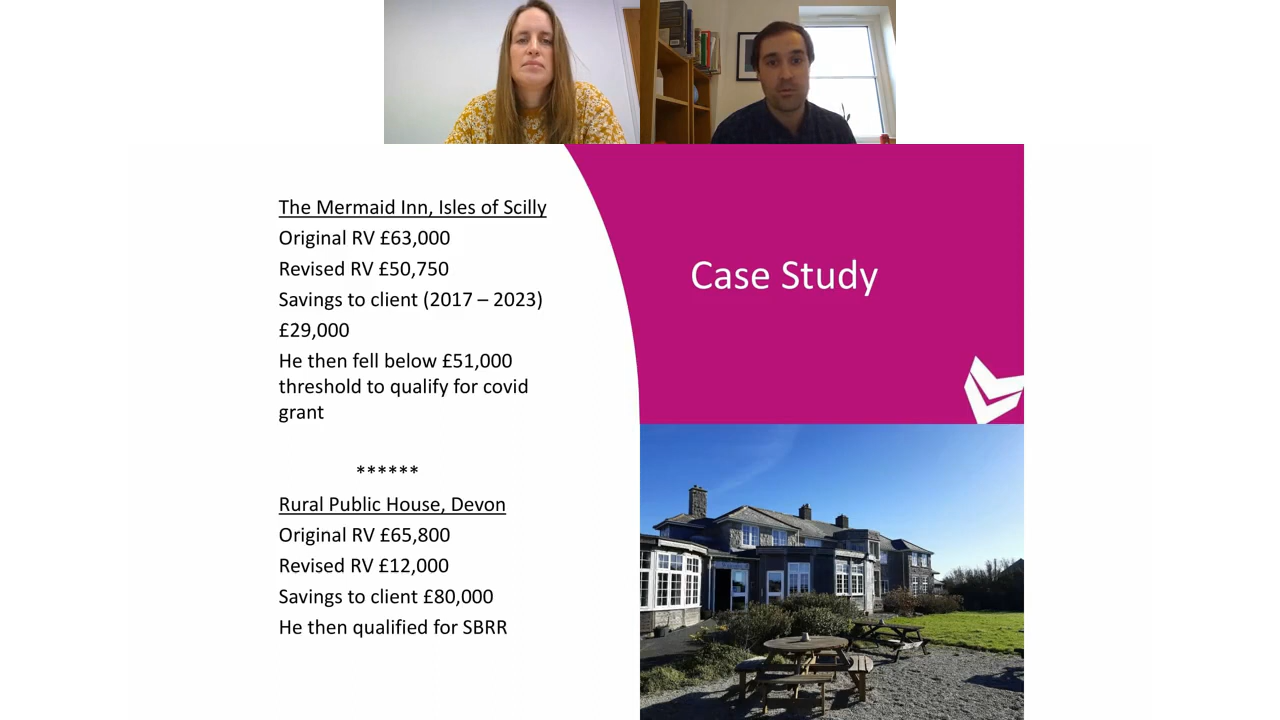 The Mermaid Inn, Isles of Scilly
Original RV £63,000
Revised RV £50,750
Savings to client (2017 – 2023)
£29,000
He then fell below £51,000
threshold to qualify for covid
grant
******
Rural Public House, Devon
Original RV £65,800
Revised RV £12,000
Savings to client £80,000
He then qualified for SBRR
Case Study